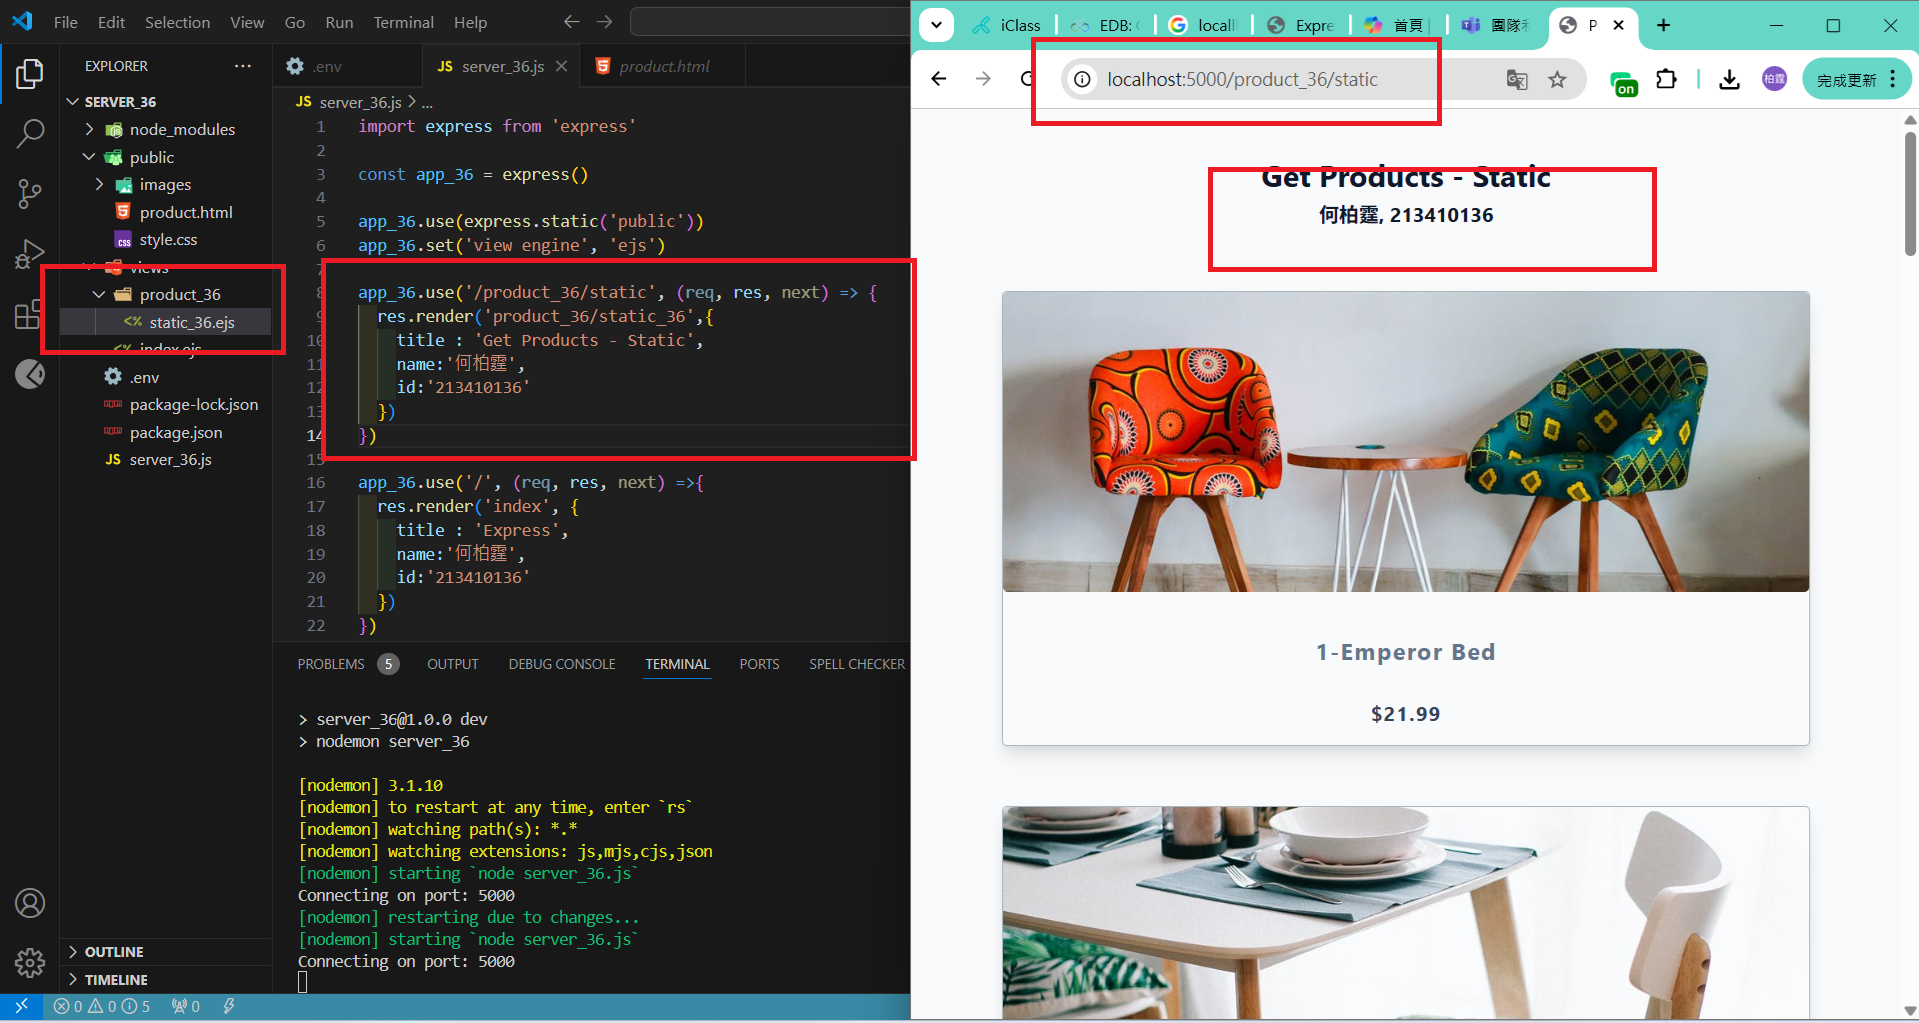 File Edit Selection View Go Run Terminal Help
EXPLORER
SERVER_36
node_modules
public
images
product.html
style.css
views
product_36
static_36.ejs
index.ejs
.env
package-lock.json
package.json
server_36.js
OUTLINE
TIMELINE
.env
JS server_36.js
product.html
JS server_36.js > ...
1 import express from 'express'
2
3 const app_36 = express()
4
5 app_36.use(express.static('public'))
6 app_36.set('view engine', 'ejs')
7
8 app_36.use('/product_36/static', (req, res, next) => {
9 res.render('product_36/static_36',{
10 title : 'Get Products - Static',
11 name:'何柏霆',
12 id:'213410136'
13 })
14 })
15
16 app_36.use('/', (req, res, next) =>{
17 res.render('index', {
18 title : 'Express',
19 name:'何柏霆',
20 id:'213410136'
21 })
22 })
PROBLEMS 5 OUTPUT DEBUG CONSOLE TERMINAL PORTS SPELL CHECKER
> server_36@1.0.0 dev
> nodemon server_36
[nodemon] 3.1.10
[nodemon] to restart at any time, enter `rs`
[nodemon] watching path(s): *.*
[nodemon] watching extensions: js,mjs,cjs,json
[nodemon] starting `node server_36.js`
Connecting on port: 5000
[nodemon] restarting due to changes...
[nodemon] starting `node server_36.js`
Connecting on port: 5000
0 0 5 0
iClass EDB: locall Expre 首頁 團隊 P
localhost:5000/product_36/static
on
柏霆
完成更新
Get Products - Static
何柏霆, 213410136
1-Emperor Bed
$21.99